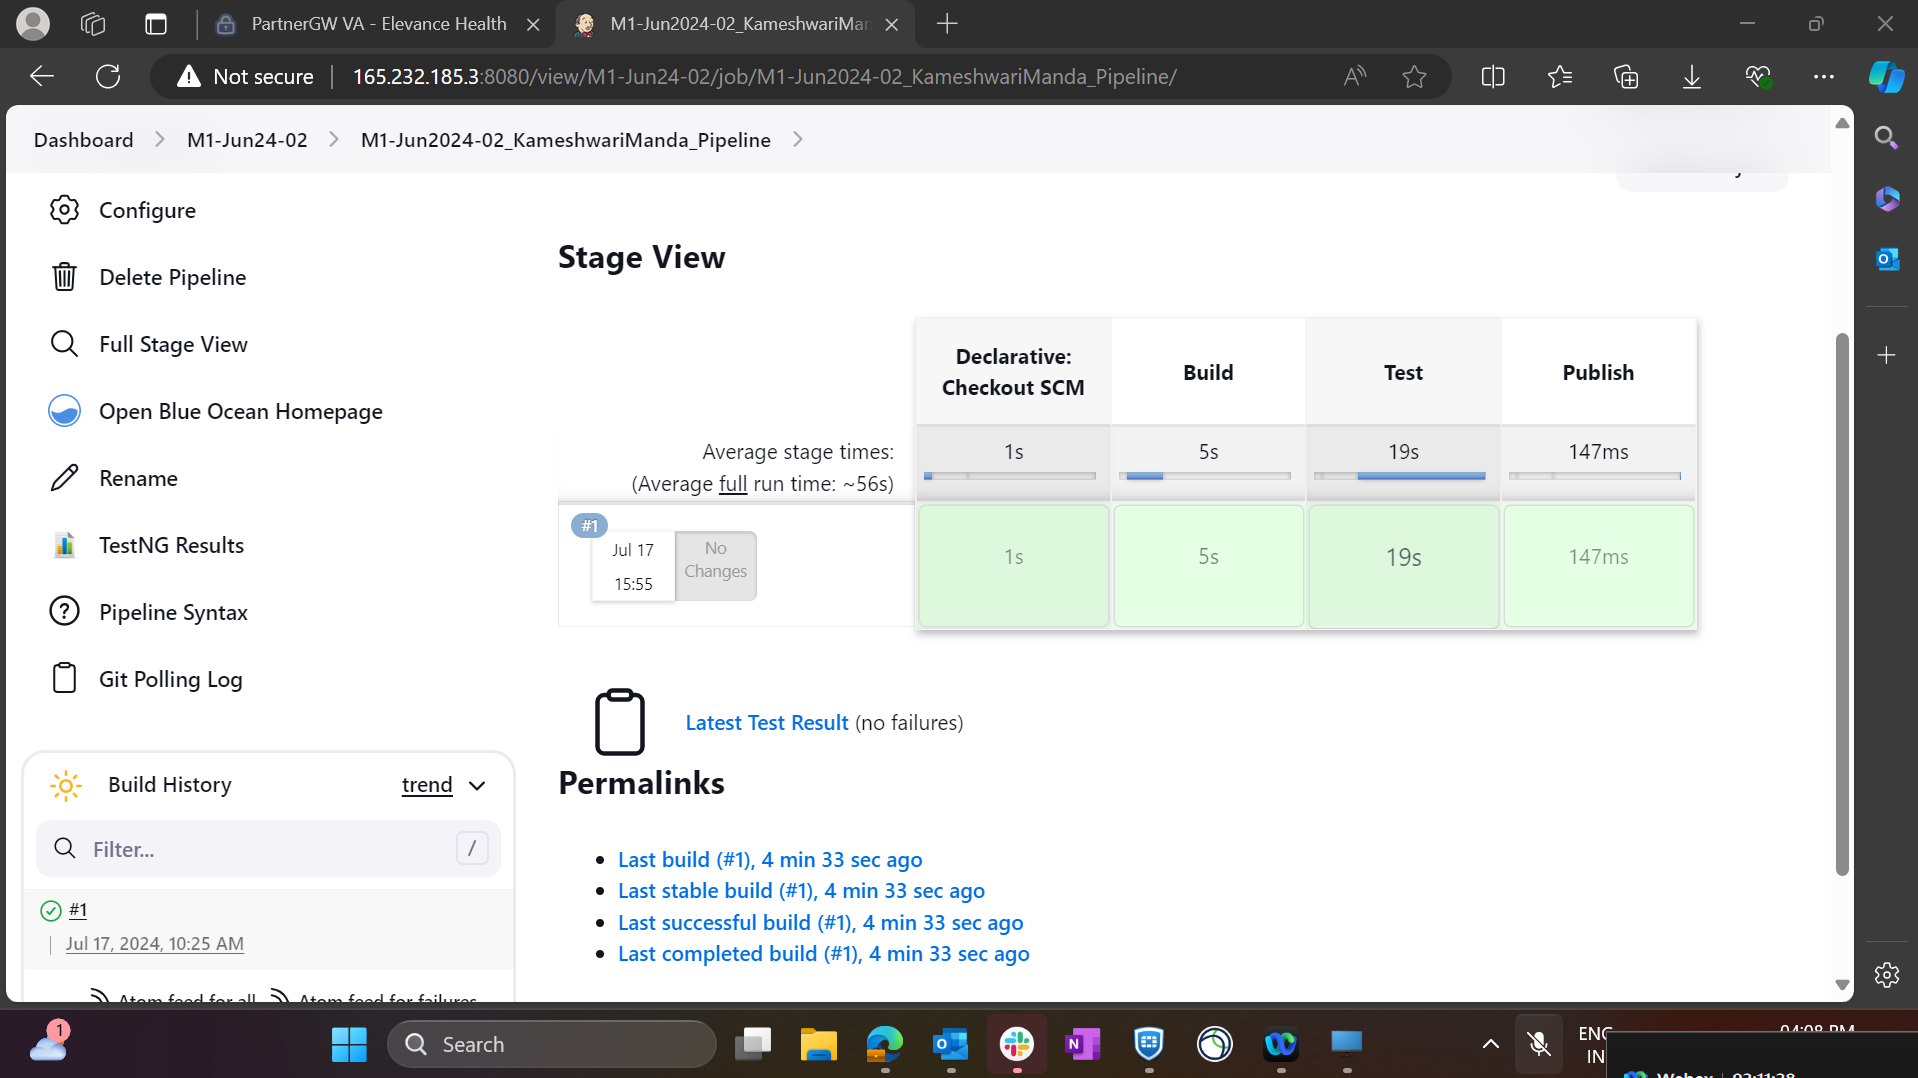 PartnerGW VA - Elevance Health
M1-Jun2024-02_KameshwariMan
Not secure
165.232.185.3:8080/view/M1-Jun24-02/job/M1-Jun2024-02_KameshwariManda_Pipeline/
Dashboard
M1-Jun24-02
M1-Jun2024-02_KameshwariManda_Pipeline
Configure
Delete Pipeline
Full Stage View
Open Blue Ocean Homepage
Rename
TestNG Results
Pipeline Syntax
Git Polling Log
Build History
trend
Filter...
/
#1
Jul 17, 2024, 10:25 AM
Atom feed for all
Atom feed for failures
Stage View
Declarative:
Checkout SCM
Build
Test
Publish
Average stage times:
(Average full run time: ~56s)
1s
5s
19s
147ms
#1
Jul 17
15:55
No
Changes
1s
5s
19s
147ms
Latest Test Result (no failures)
Permalinks
Last build (#1), 4 min 33 sec ago
Last stable build (#1), 4 min 33 sec ago
Last successful build (#1), 4 min 33 sec ago
Last completed build (#1), 4 min 33 sec ago
1
Search
ENG
IN
04:08 PM
Webex
02:11:38